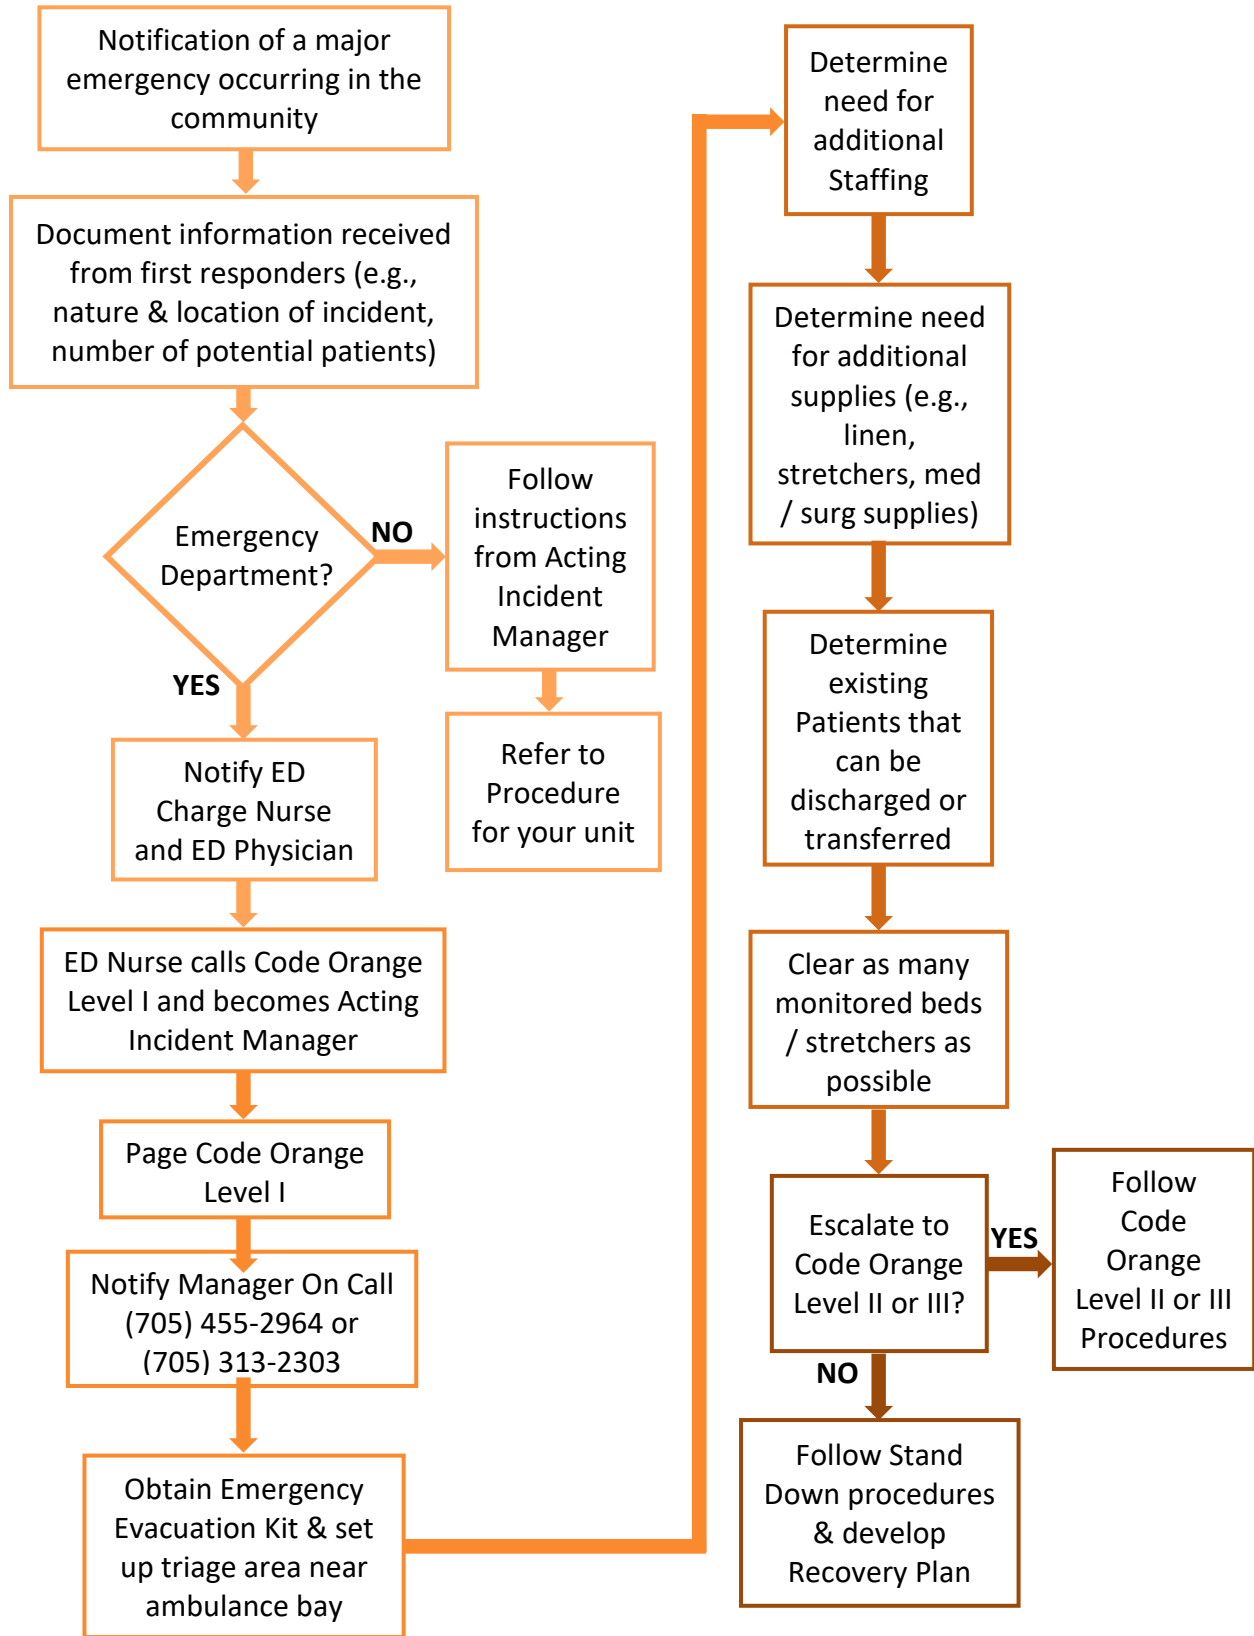 Notification of a major
emergency occurring in the
community
Document information received
from first responders (e.g.,
nature & location of incident,
number of potential patients)
Emergency
Department?
NO
Follow
instructions
from Acting
Incident
Manager
Refer to
Procedure
for your unit
YES
Notify ED
Charge Nurse
and ED Physician
ED Nurse calls Code Orange
Level I and becomes Acting
Incident Manager
Page Code Orange
Level I
Notify Manager On Call
(705) 455-2964 or
(705) 313-2303
Obtain Emergency
Evacuation Kit & set
up triage area near
ambulance bay
Determine
need for
additional
Staffing
Determine need
for additional
supplies (e.g.,
linen,
stretchers, med
/ surg supplies)
Determine
existing
Patients that
can be
discharged or
transferred
Clear as many
monitored beds
/ stretchers as
possible
Escalate to
Code Orange
Level II or III?
YES
Follow
Code
Orange
Level II or III
Procedures
NO
Follow Stand
Down procedures
& develop
Recovery Plan